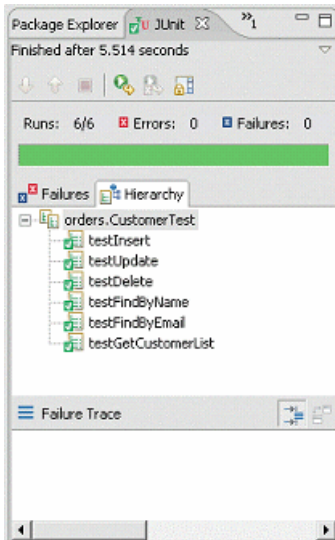 Package Explorer JUnit »1
Finished after 5.514 seconds
Runs: 6/6 Errors: 0 Failures: 0
Failures Hierarchy
orders.CustomerTest
testInsert
testUpdate
testDelete
testFindByName
testFindByEmail
testGetCustomerList
Failure Trace